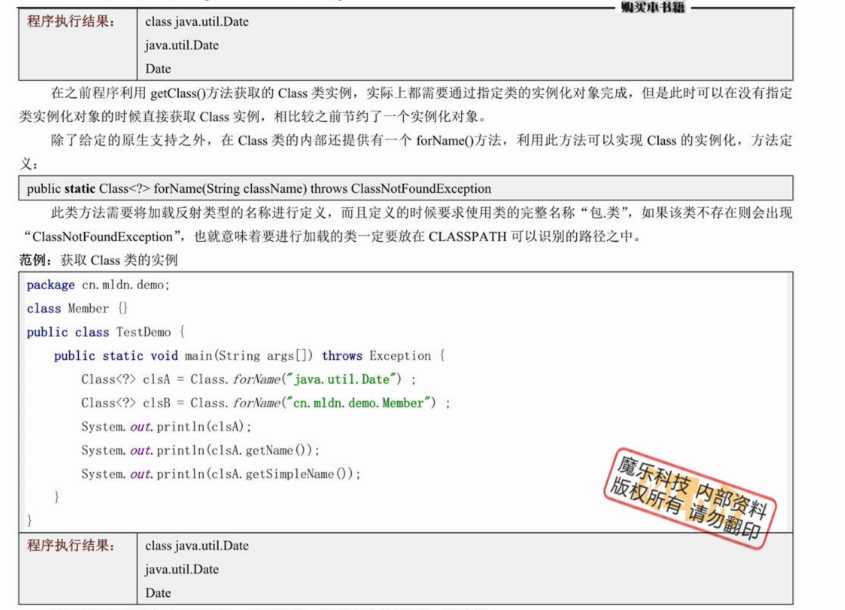 购买本书籍
程序执行结果： class java.util.Date
java.util.Date
Date
在之前程序利用 getClass()方法获取的 Class 类实例，实际上都需要通过指定类的实例化对象完成，但是此时可以在没有指定
类实例化对象的时候直接获取 Class 实例，相比较之前节约了一个实例化对象。
除了给定的原生支持之外，在 Class 类的内部还提供有一个 forName()方法，利用此方法可以实现 Class 的实例化，方法定
义：
public static Class<?> forName(String className) throws ClassNotFoundException
此类方法需要将加载反射类型的名称进行定义，而且定义的时候要求使用类的完整名称“包.类”，如果该类不存在则会出现
“ClassNotFoundException”，也就意味着要进行加载的类一定要放在 CLASSPATH 可以识别的路径之中。
范例：获取 Class 类的实例
package cn.mldn.demo;
class Member {}
public class TestDemo {
public static void main(String args[]) throws Exception {
Class<?> clsA = Class.forName("java.util.Date") ;
Class<?> clsB = Class.forName("cn.mldn.demo.Member") ;
System.out.println(clsA);
System.out.println(clsA.getName());
System.out.println(clsA.getSimpleName());
}
}
魔乐科技 内部资料
版权所有 请勿翻印
程序执行结果： class java.util.Date
java.util.Date
Date